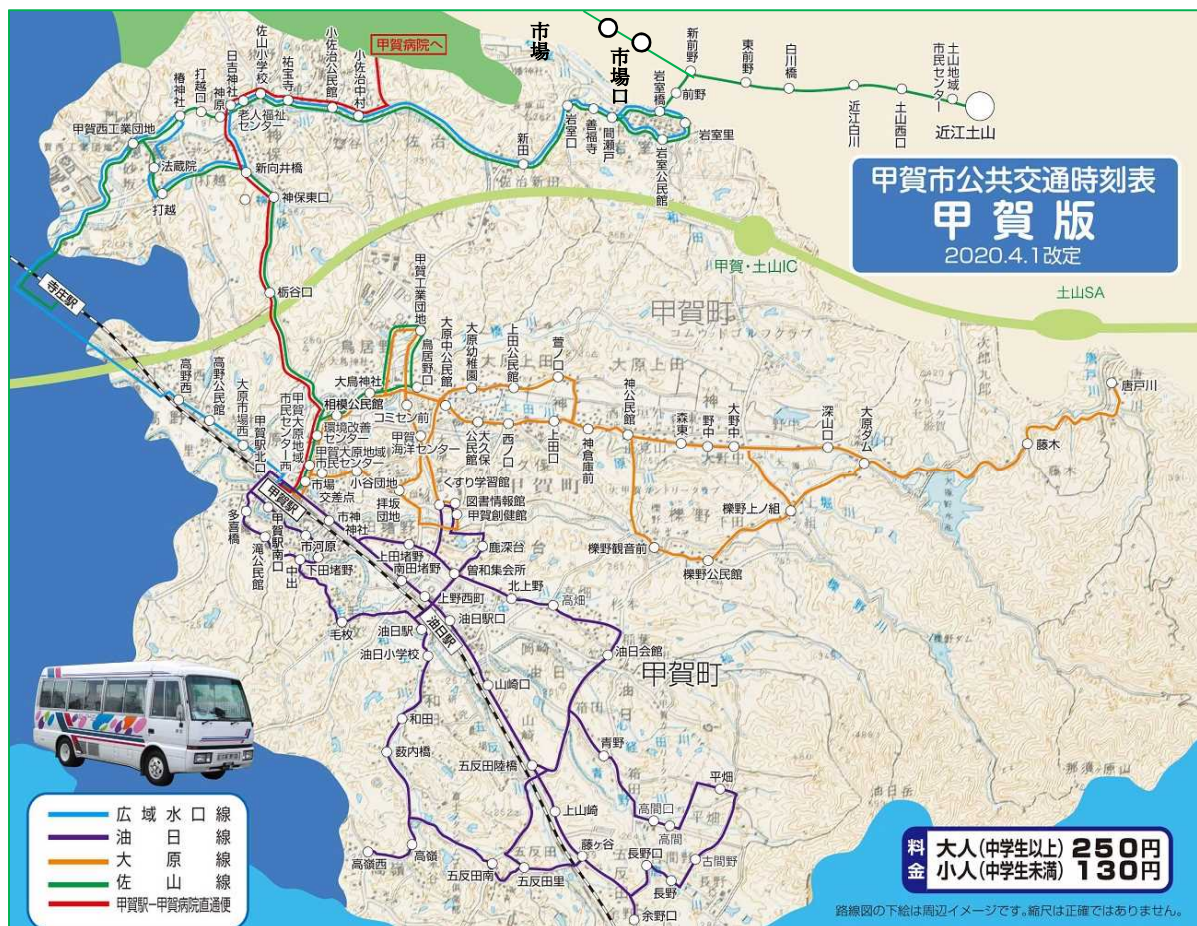 市場
市場口
新前野
東前野
白川橋
近江白川
土山西口
土山地域
市民センター
近江土山
前野
岩室橋
岩室里
岩室公民館
間瀬戸
善福寺
岩室口
新田
甲賀病院へ
小佐治中村
小佐治公民館
祐宝寺
佐山小学校
老人福祉
センター
日吉神社
神原
打越口
椿神社
甲賀西工業団地
法蔵院
打越
新向井橋
神保東口
栃谷口
甲賀市公共交通時刻表
甲賀版
2020.4.1改定
甲賀・土山IC
土山SA
甲賀町
寺庄駅
高野西
高野公民館
大原市場西
甲賀駅北口
甲賀大原地域
市民センター西
甲賀工業団地
鳥居野口
大鳥神社
相模公民館
コミセン前
環境改善
センター
甲賀
海洋センター
甲賀大原地域
市民センター
市場
交差点
小谷団地
拝坂
団地
大原中公民館
大原幼稚園
上田公民館
萱ノ口
大久保
公民館
西ノ口
上田口
神倉庫前
神公民館
森東
野中
大野中
深山口
大原ダム
藤木
唐戸川
櫟野上ノ組
櫟野観音前
櫟野公民館
くすり学習館
図書情報館
甲賀創健館
鹿深台
甲賀駅
多喜橋
滝公民館
甲賀駅南口
中出
市河原
下田堵野
市神
神社
毛枚
上田堵野
南田堵野
曽和集会所
上野西町
北上野
高畑
油日駅口
油日駅
油日駅
油日小学校
油日会館
甲賀町
山崎口
和田
薮内橋
五反田陸橋
青野
平畑
上山崎
高間口
高間
古間野
藤ヶ谷
長野口
長野
余野口
高嶺西
高嶺
五反田南
五反田里
広域水口線
油日線
大原線
佐山線
甲賀駅−甲賀病院直通便
料金
大人(中学生以上)250円
小人(中学生未満)130円
路線図の下絵は周辺イメージです。縮尺は正確ではありません。